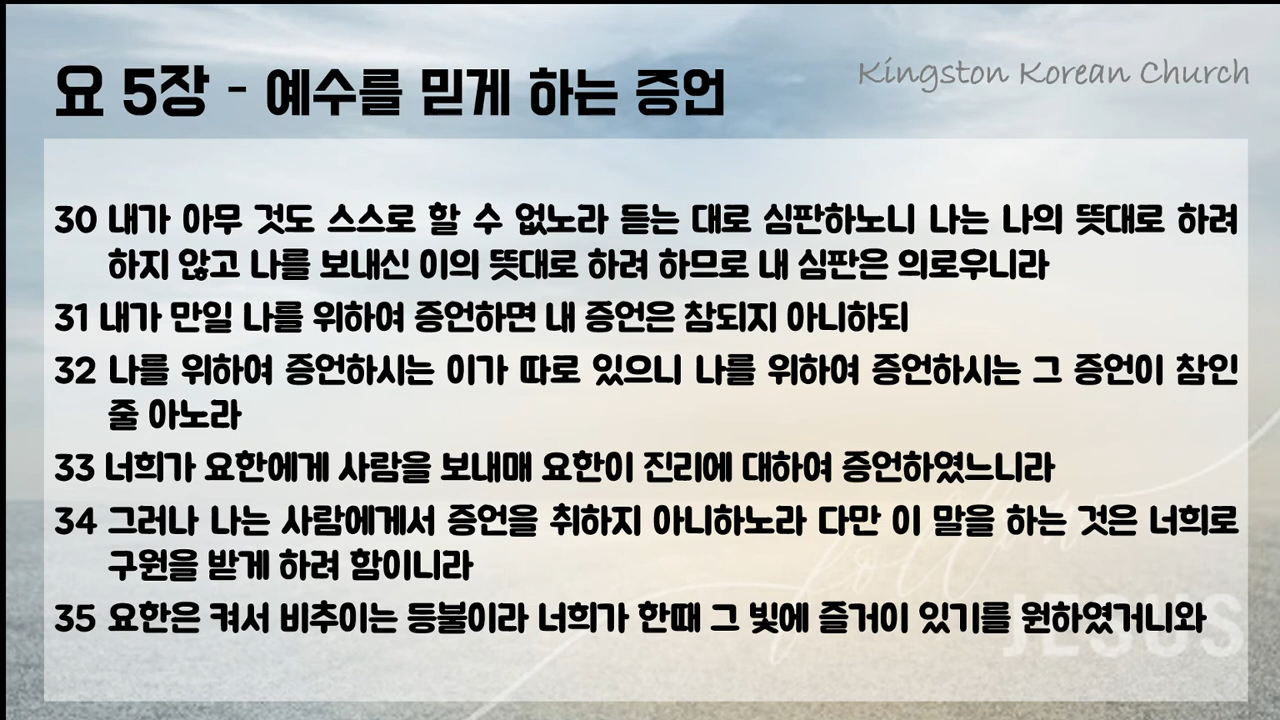 요 5장 - 예수를 믿게 하는 증언
Kingston Korean Church
30 내가 아무 것도 스스로 할 수 없노라 듣는 대로 심판하노니 나는 나의 뜻대로 하려
하지 않고 나를 보내신 이의 뜻대로 하려 하므로 내 심판은 의로우니라
31 내가 만일 나를 위하여 증언하면 내 증언은 참되지 아니하되
32 나를 위하여 증언하시는 이가 따로 있으니 나를 위하여 증언하시는 그 증언이 참인
줄 아노라
33 너희가 요한에게 사람을 보내매 요한이 진리에 대하여 증언하였느니라
34 그러나 나는 사람에게서 증언을 취하지 아니하노라 다만 이 말을 하는 것은 너희로
구원을 받게 하려 함이니라
35 요한은 켜서 비추이는 등불이라 너희가 한때 그 빛에 즐거이 있기를 원하였거니와
follow
JESUS